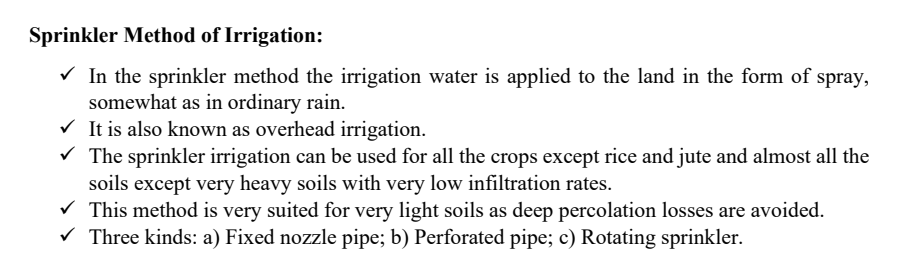 Sprinkler Method of Irrigation:
✓ In the sprinkler method the irrigation water is applied to the land in the form of spray,
somewhat as in ordinary rain.
✓ It is also known as overhead irrigation.
✓ The sprinkler irrigation can be used for all the crops except rice and jute and almost all the
soils except very heavy soils with very low infiltration rates.
✓ This method is very suited for very light soils as deep percolation losses are avoided.
✓ Three kinds: a) Fixed nozzle pipe; b) Perforated pipe; c) Rotating sprinkler.